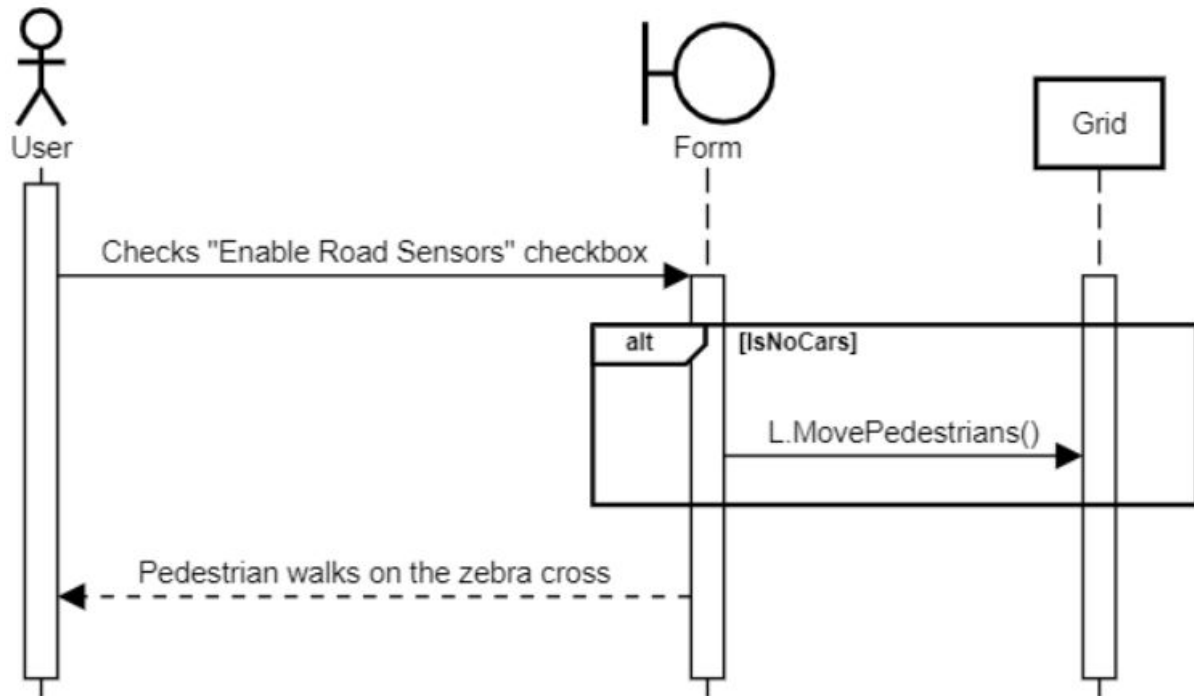 User
Form
Grid
Checks "Enable Road Sensors" checkbox
alt
[IsNoCars]
L.MovePedestrians()
Pedestrian walks on the zebra cross